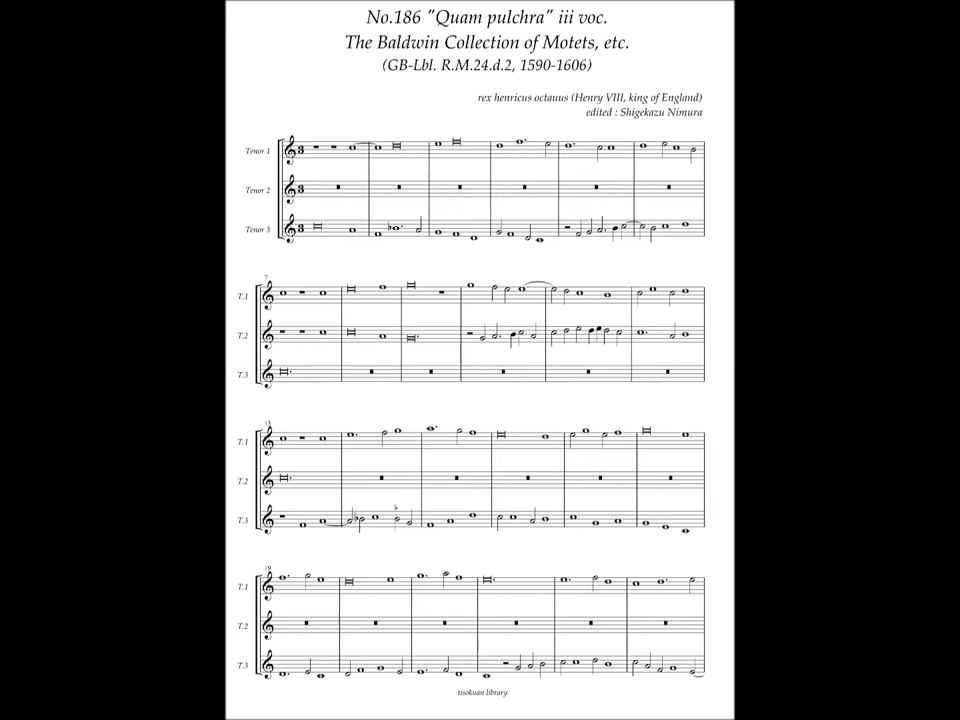 No.186 "Quam pulchra" iii voc.
The Baldwin Collection of Motets, etc.
(GB-Lbl. R.M.24.d.2, 1590-1606)
rex henricus octauus (Henry VIII, king of England)
edited : Shigekazu Nimura
Tenor 1
Tenor 2
Tenor 3
7
T.1
T.2
T.3
13
T.1
T.2
T.3
19
T.1
T.2
T.3
tisokuan library